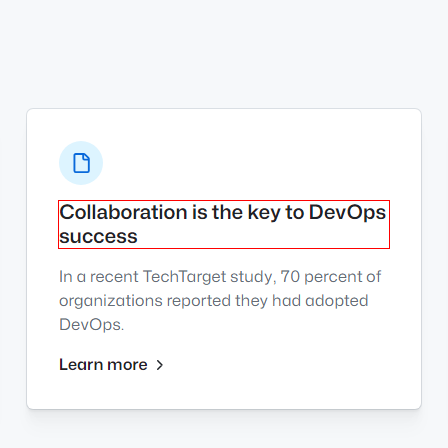 Collaboration is the key to DevOps
success
In a recent TechTarget study, 70 percent of
organizations reported they had adopted
DevOps.
Learn more